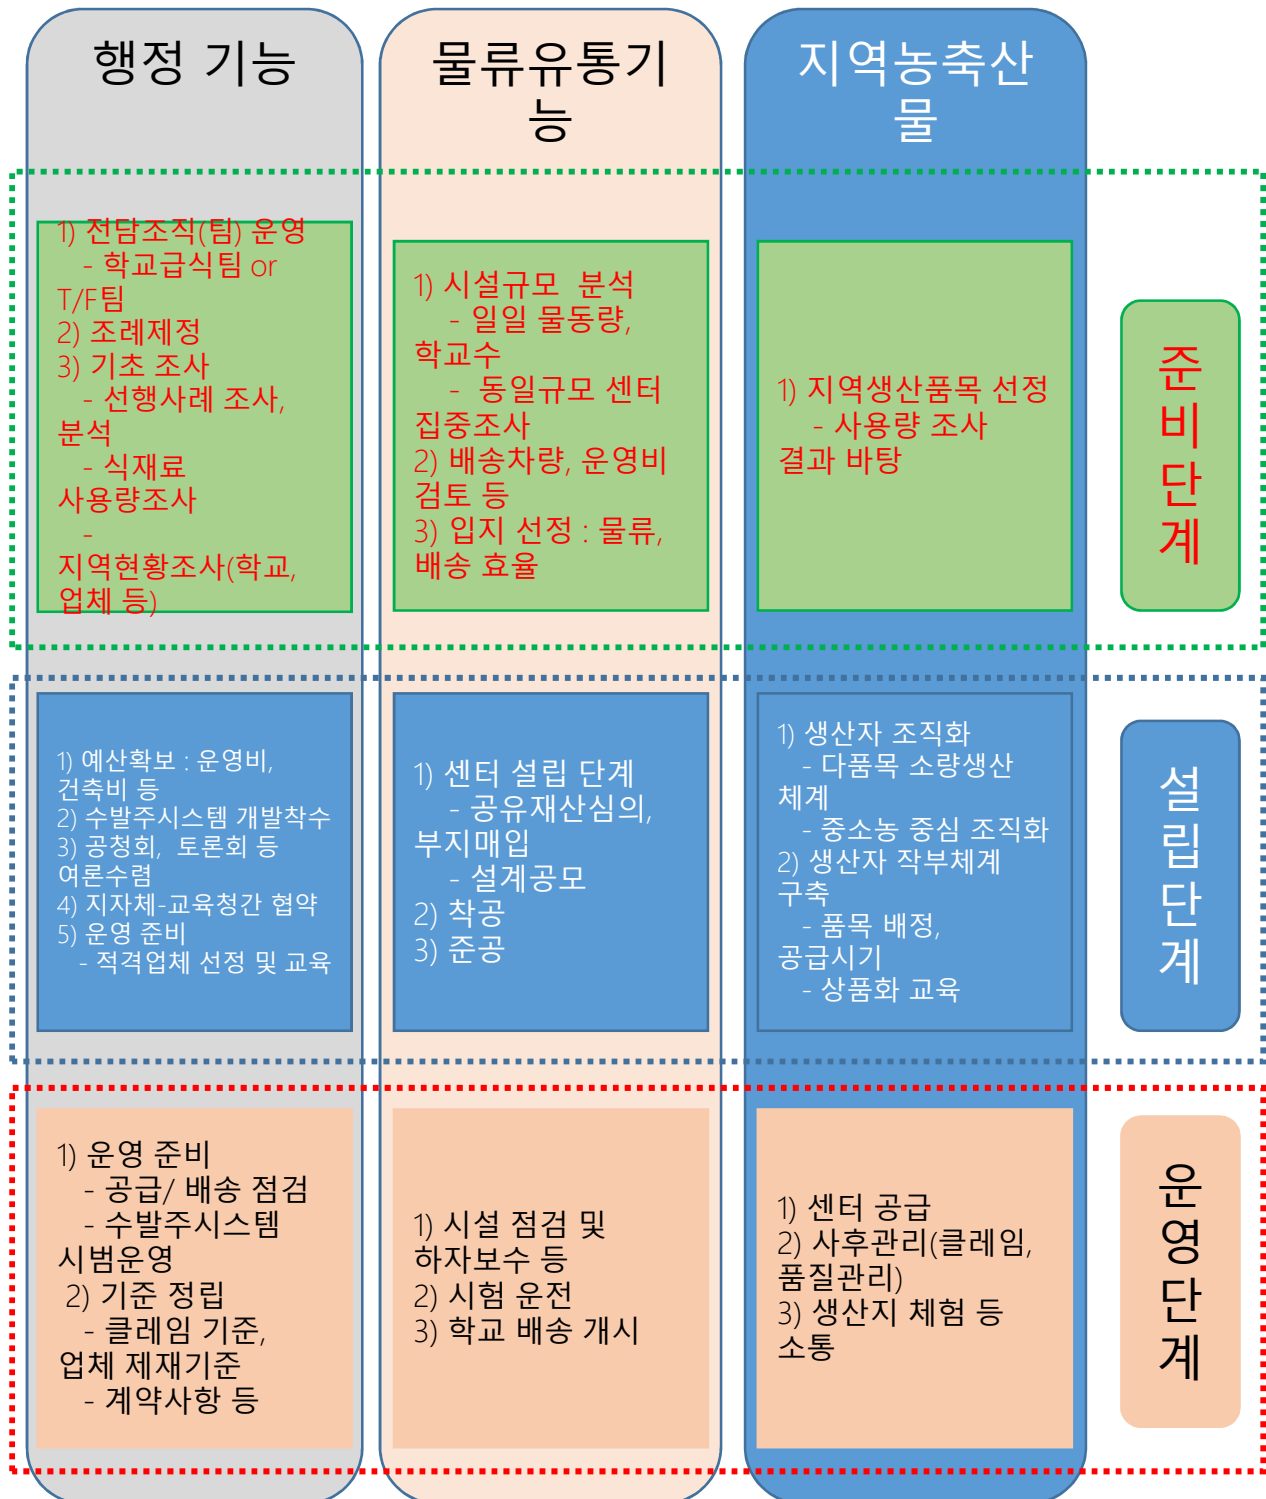 행정 기능
물류유통기
능
지역농축산
물
1) 전담조직(팀) 운영
- 학교급식팀 or
T/F팀
2) 조례제정
3) 기초 조사
- 선행사례 조사,
분석
- 식재료
사용량조사
-
지역현황조사(학교,
업체 등)
1) 시설규모  분석
- 일일 물동량,
학교수
-  동일규모 센터
집중조사
2) 배송차량, 운영비
검토 등
3) 입지 선정 : 물류,
배송 효율
1) 지역생산품목 선정
- 사용량 조사
결과 바탕
준
비
단
계
1) 예산확보 : 운영비,
건축비 등
2) 수발주시스템 개발착수
3) 공청회,  토론회 등
여론수렴
4) 지자체-교육청간 협약
5) 운영 준비
- 적격업체 선정 및 교육
1) 센터 설립 단계
- 공유재산심의,
부지매입
- 설계공모
2) 착공
3) 준공
1) 생산자 조직화
- 다품목 소량생산
체계
- 중소농 중심 조직화
2) 생산자 작부체계
구축
- 품목 배정,
공급시기
- 상품화 교육
설
립
단
계
1) 운영 준비
- 공급/ 배송 점검
- 수발주시스템
시범운영
2) 기준 정립
- 클레임 기준,
업체 제재기준
- 계약사항 등
1) 시설 점검 및
하자보수 등
2) 시험 운전
3) 학교 배송 개시
1) 센터 공급
2) 사후관리(클레임,
품질관리)
3) 생산지 체험 등
소통
운
영
단
계